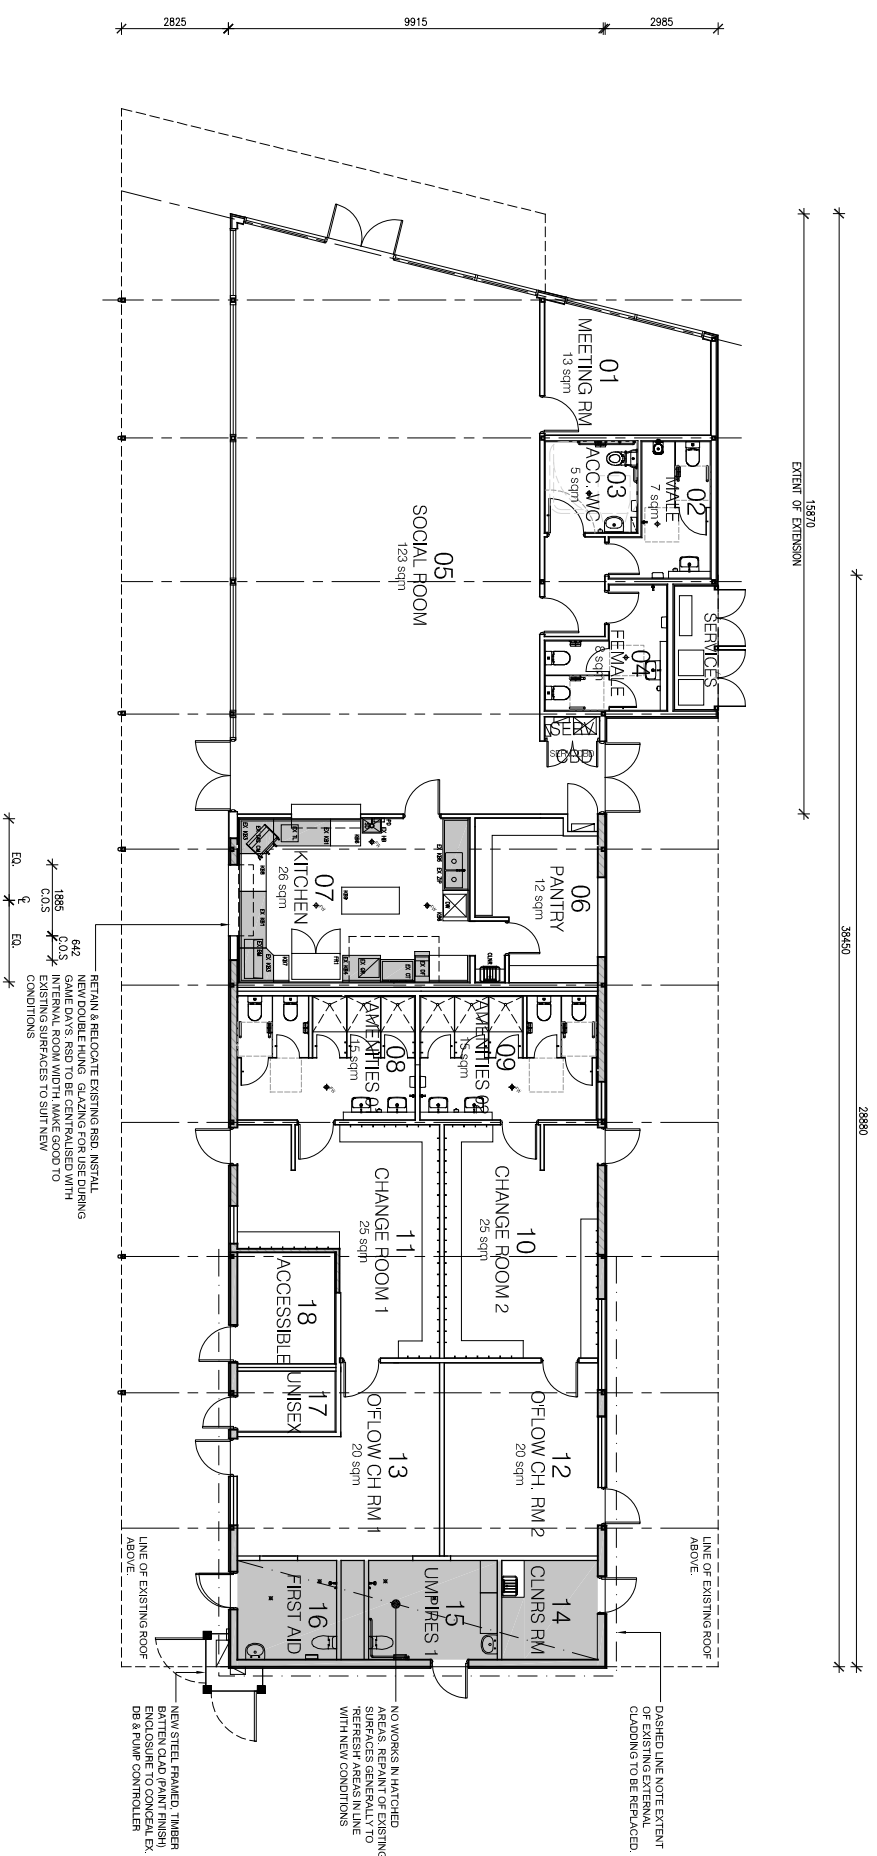 2825
9915
2985
15870
EXTENT OF EXTENSION
38450
28880
01
MEETING RM
13 sqm
02
MALE
7 sqm
03
ACC. WC
5 sqm
04
FEMALE
8 sqm
SERVICES
SERV
CBD
05
SOCIAL ROOM
123 sqm
06
PANTRY
12 sqm
07
KITCHEN
26 sqm
CLNR
08
15 sqm
09
15 sqm
10
CHANGE ROOM 2
25 sqm
11
CHANGE ROOM 1
25 sqm
12
O'FLOW CH. RM 2
20 sqm
13
O'FLOW CH RM 1
20 sqm
14
CLNRS RM
15
UMPIRES 1
16
FIRST AID
17
UNISEX
18
ACCESSIBLE
EQ.
EQ.
1885
C.O.S
642
C.O.S
RETAIN & RELOCATE EXISTING RSD. INSTALL
NEW DOUBLE HUNG GLAZING FOR USE DURING
GAME DAYS. RSD TO BE CENTRALISED WITH
INTERNAL ROOM WIDTH. MAKE GOOD TO
EXISTING SURFACES TO SUIT NEW
CONDITIONS
LINE OF EXISTING ROOF
ABOVE.
LINE OF EXISTING ROOF
ABOVE.
DASHED LINE NOTE EXTENT
OF EXISTING EXTERNAL
CLADDING TO BE REPLACED.
NO WORKS IN HATCHED
AREAS. REPAINT OF EXISTING
SURFACES GENERALLY TO
'REFRESH' AREAS IN LINE
WITH NEW CONDITIONS
NEW STEEL FRAMED, TIMBER
BATTEN CLAD (PAINT FINISH)
ENCLOSURE TO CONCEAL EX.
DB & PUMP CONTROLLER